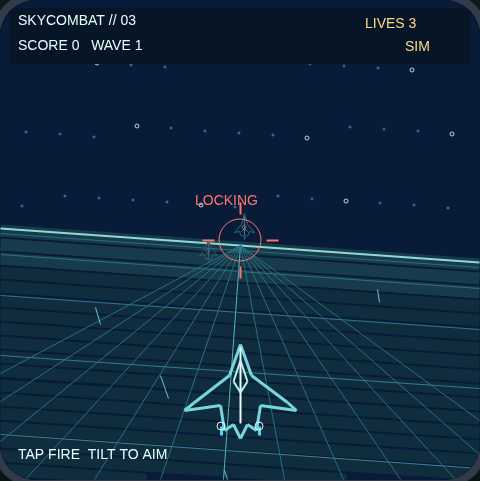 SKYCOMBAT // 03
LIVES 3
SCORE 0 WAVE 1
SIM
LOCKING
TAP FIRE TILT TO AIM